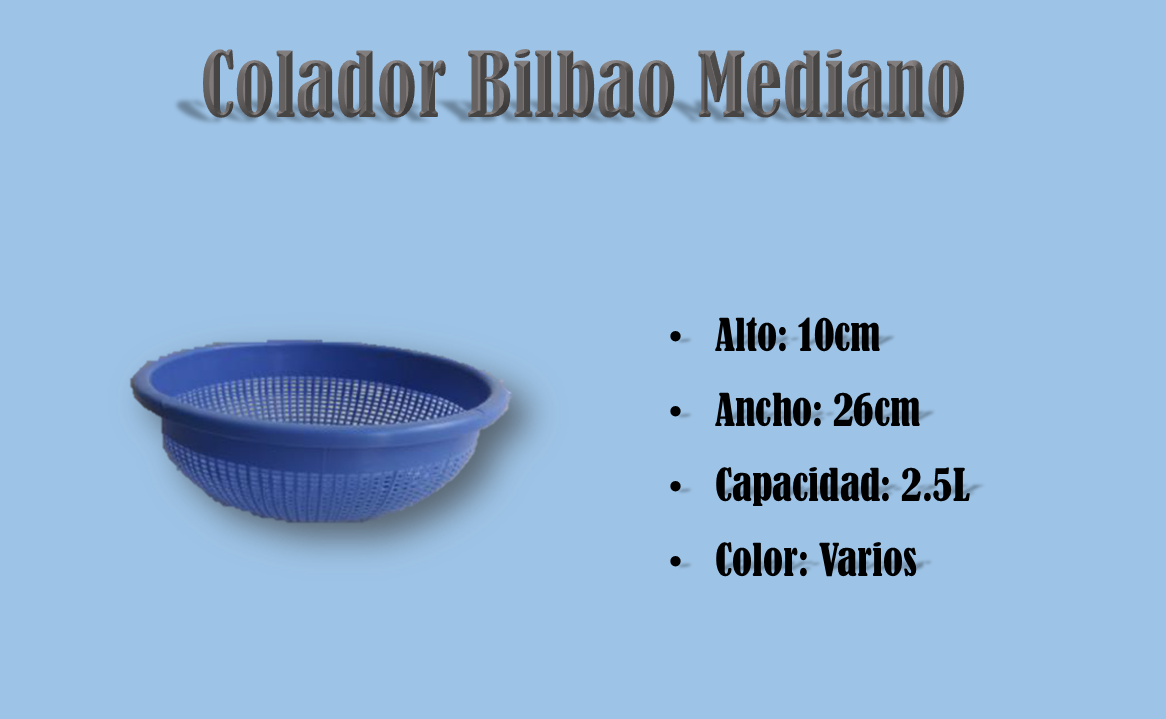 Colador Bilbao Mediano
• Alto: 10cm
• Ancho: 26cm
• Capacidad: 2.5L
• Color: Varios